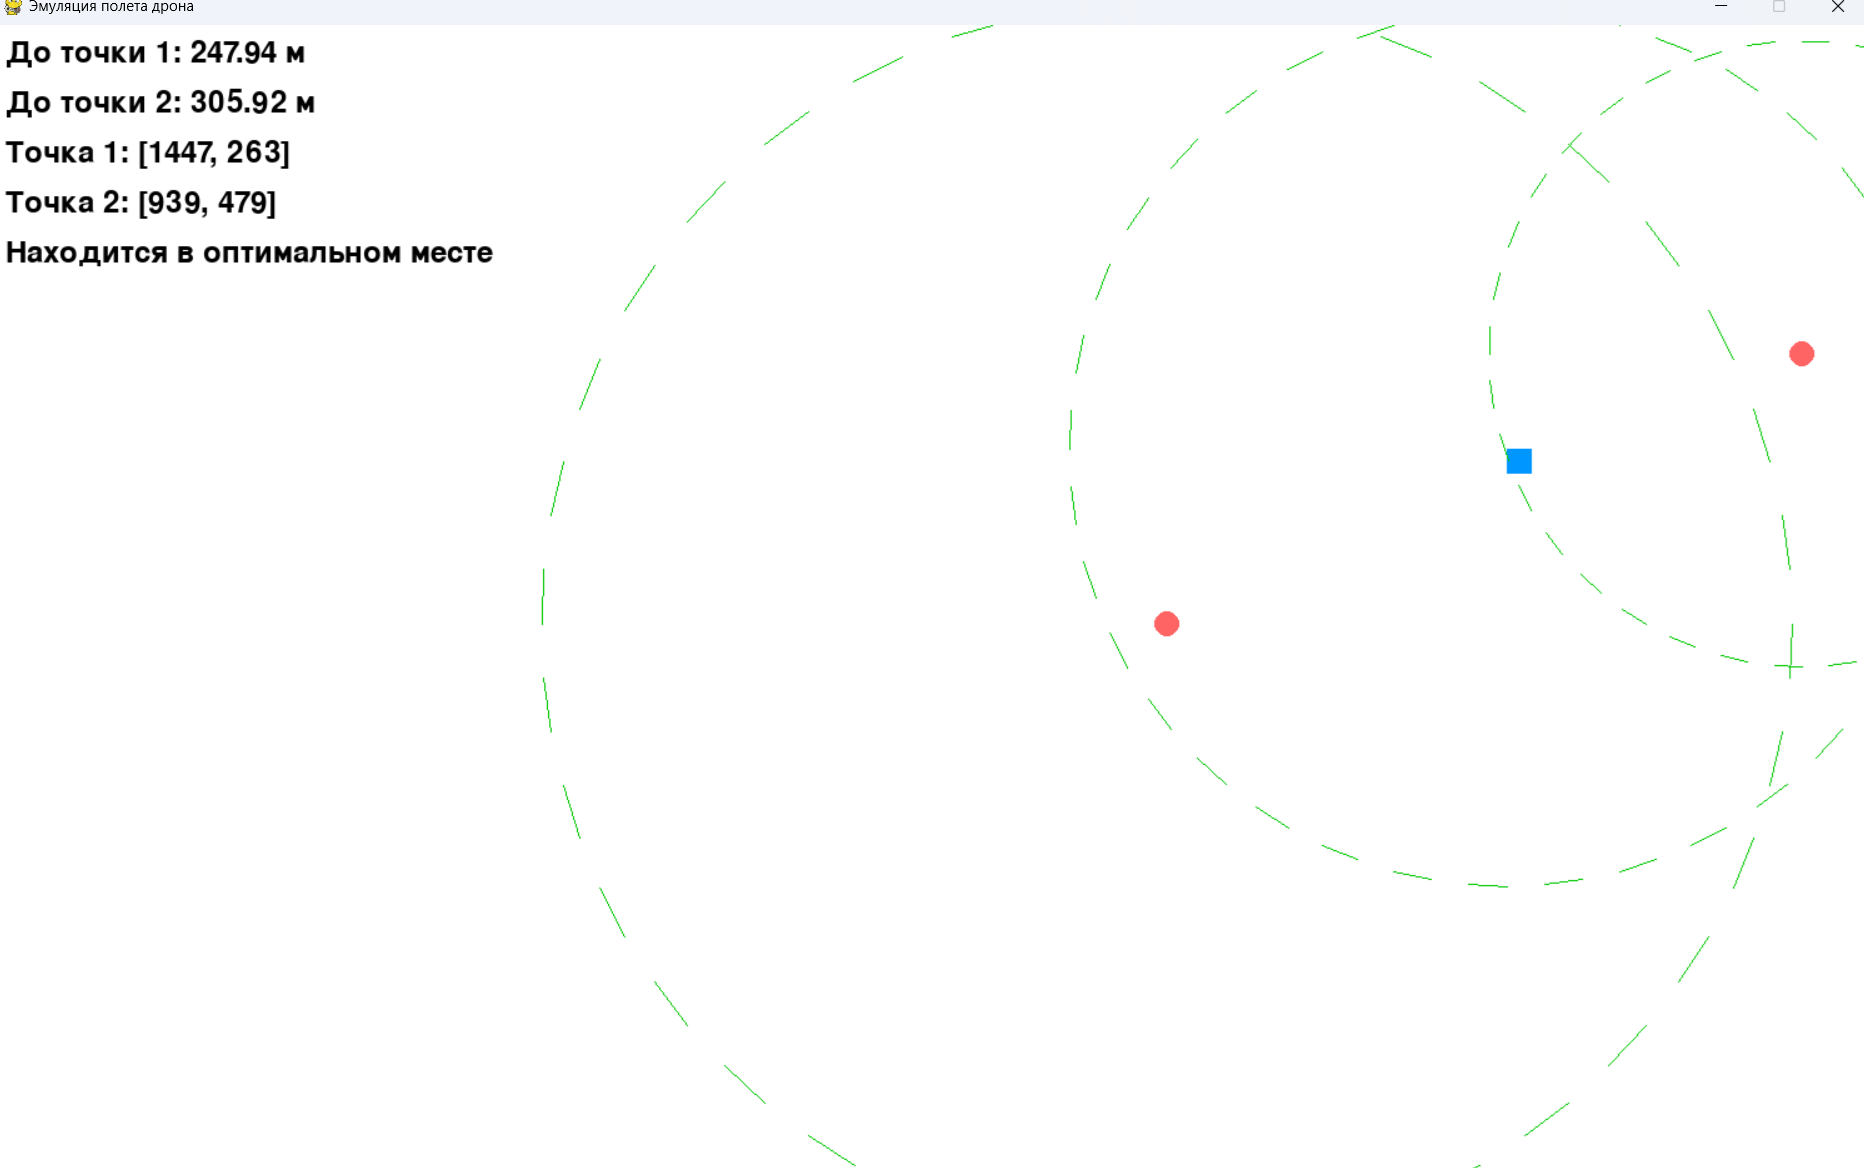 Эмуляция полета дрона
До точки 1: 247.94 м
До точки 2: 305.92 м
Точка 1: [1447, 263]
Точка 2: [939, 479]
Находится в оптимальном месте